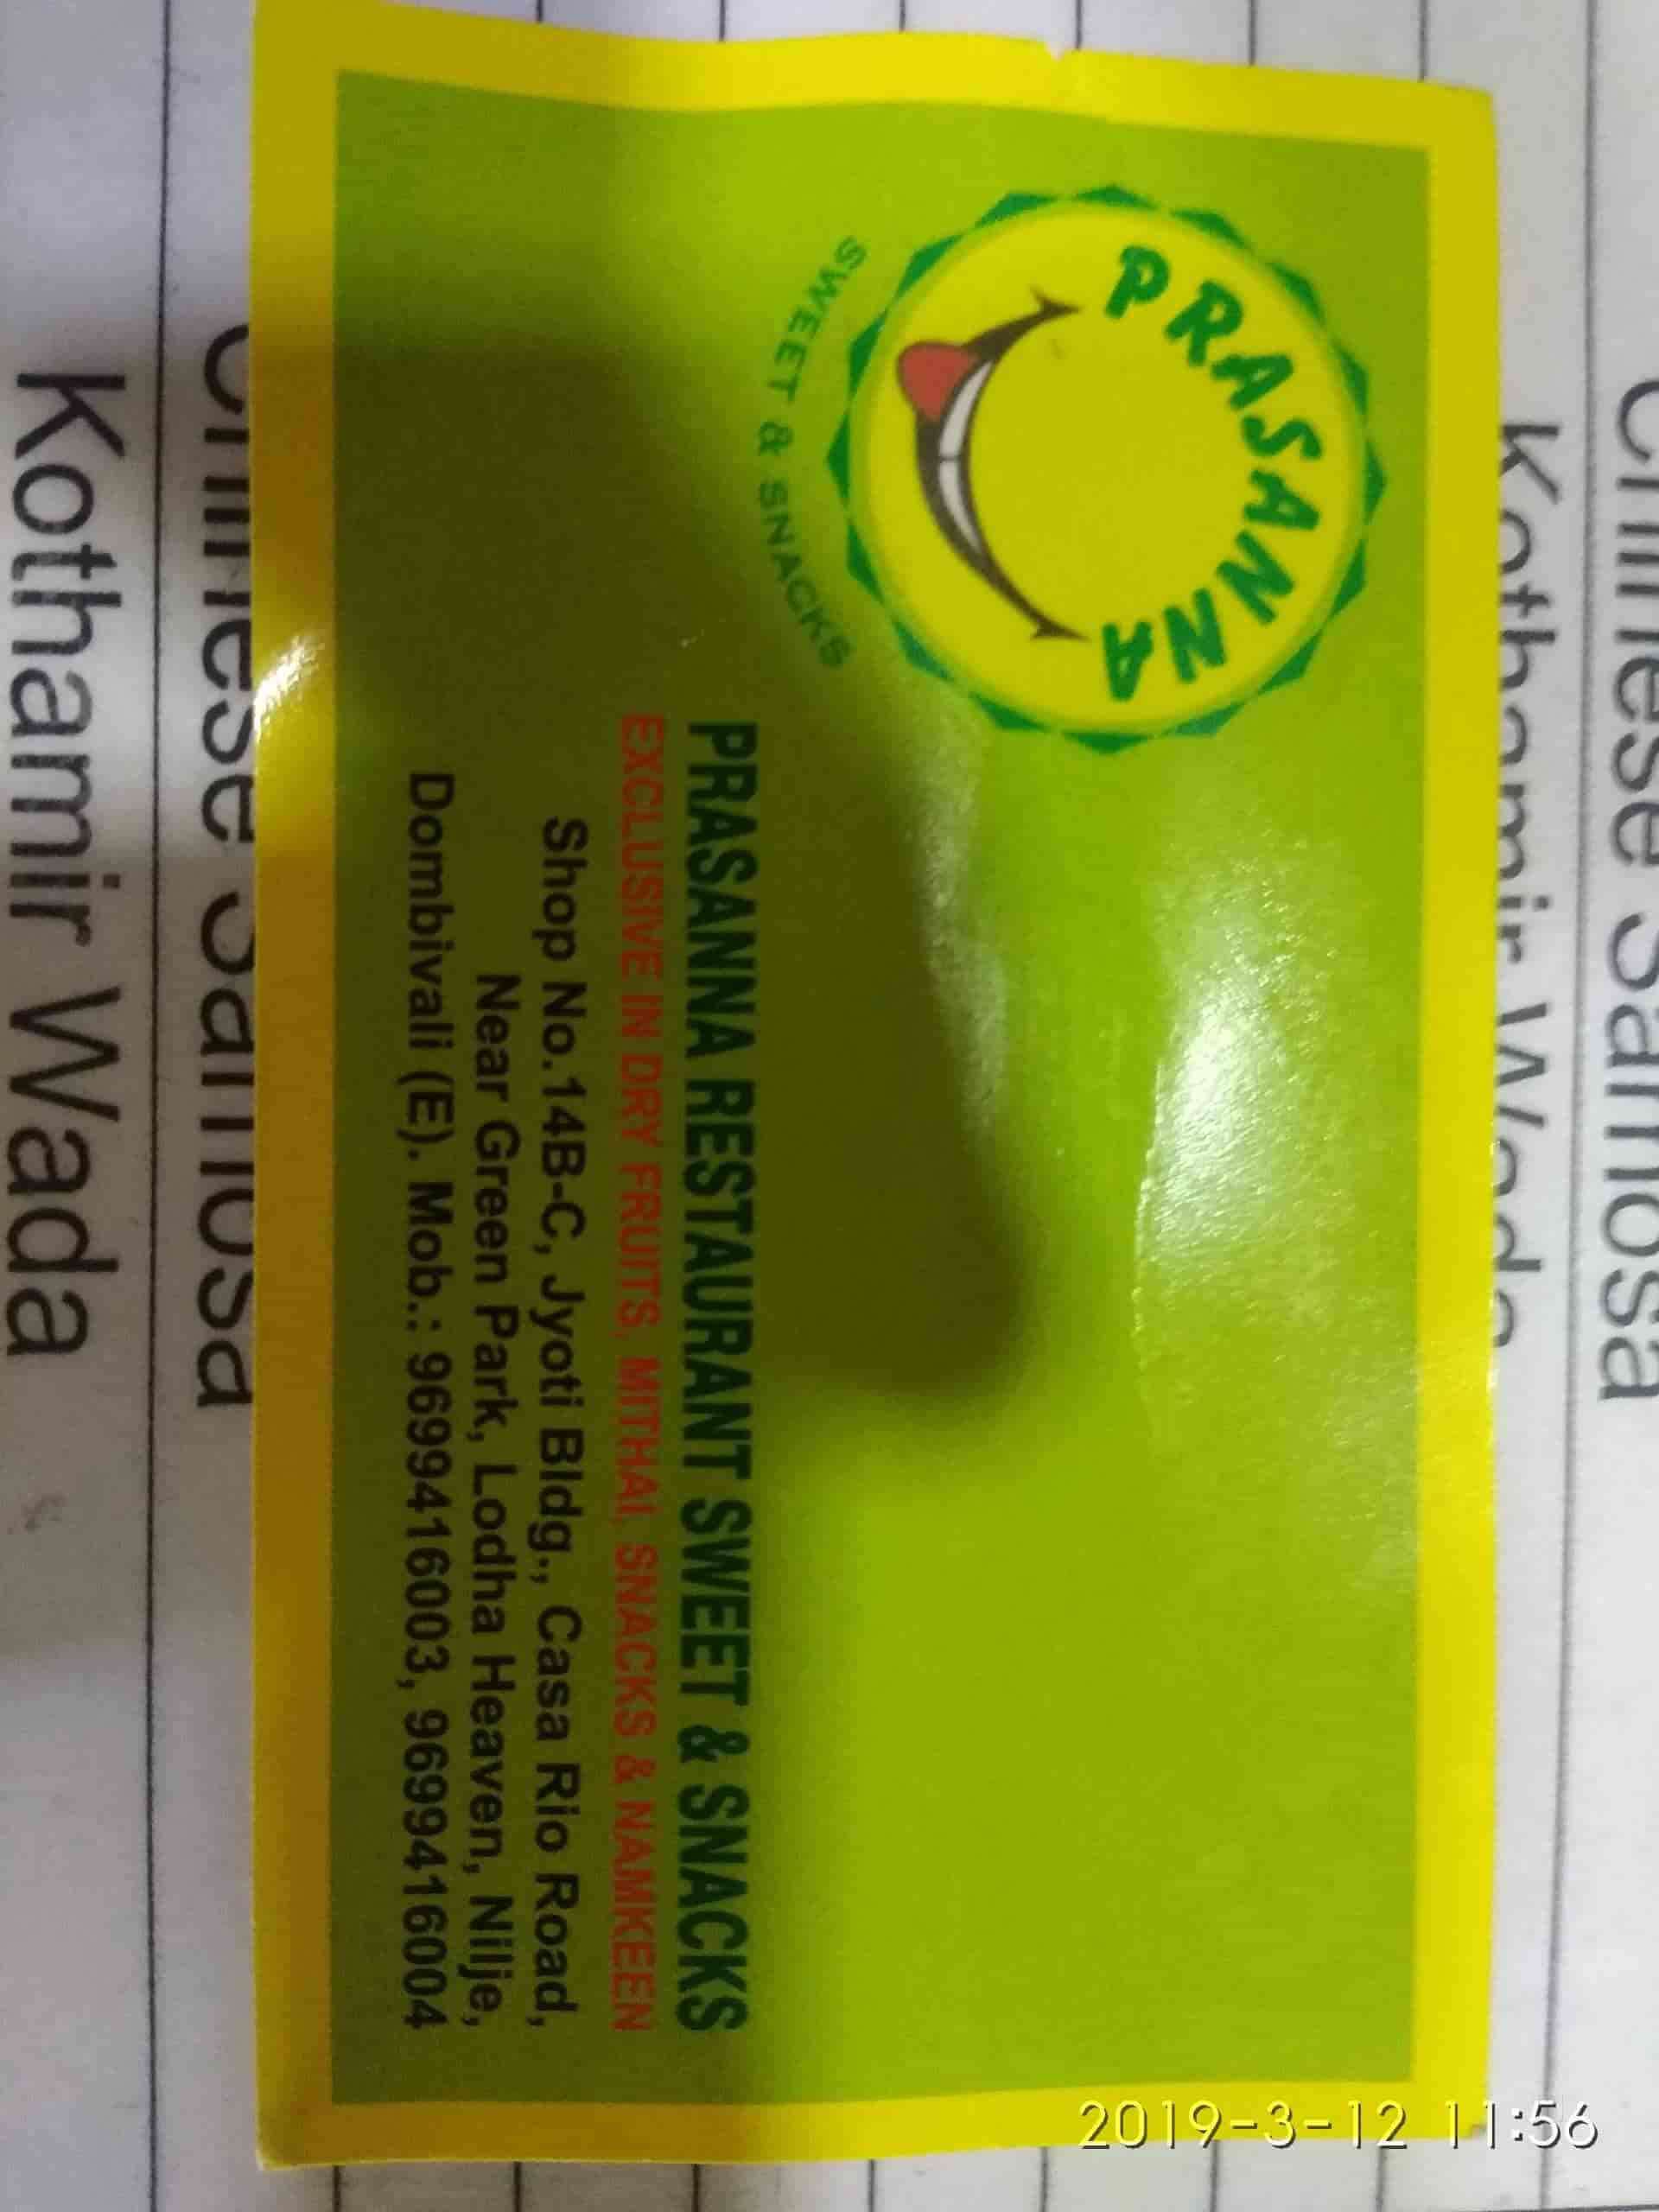 PRASANNA
SWEET & SNACKS
PRASANNA RESTAURANT SWEET & SNACKS
EXCLUSIVE IN DRY FRUITS, MITHAI, SNACKS & NAMKEEN
Shop No.14B-C, Jyoti Bldg., Casa Rio Road,
Near Green Park, Lodha Heaven, Nilje,
Dombivali (E). Mob.: 9699416003, 9699416004
Chinese Samosa
Kothamir Wada
Chinese Samosa
Kothamir Wada
2019-3-12 11:56